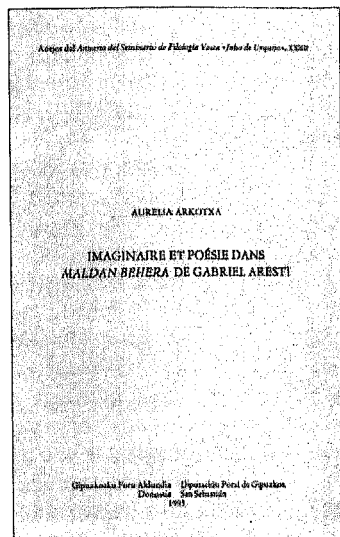 Anejos del Anuario del Seminario de Filología Vasca «Julio de Urquijo», XXXIII
AURELIA ARKOTXA
IMAGINAIRE ET POÉSIE DANS
MALDAN BEHERA DE GABRIEL ARESTI
Gipuzkoako Foru Aldundia Diputación Foral de Gipuzkoa
Donostia San Sebastián
1993